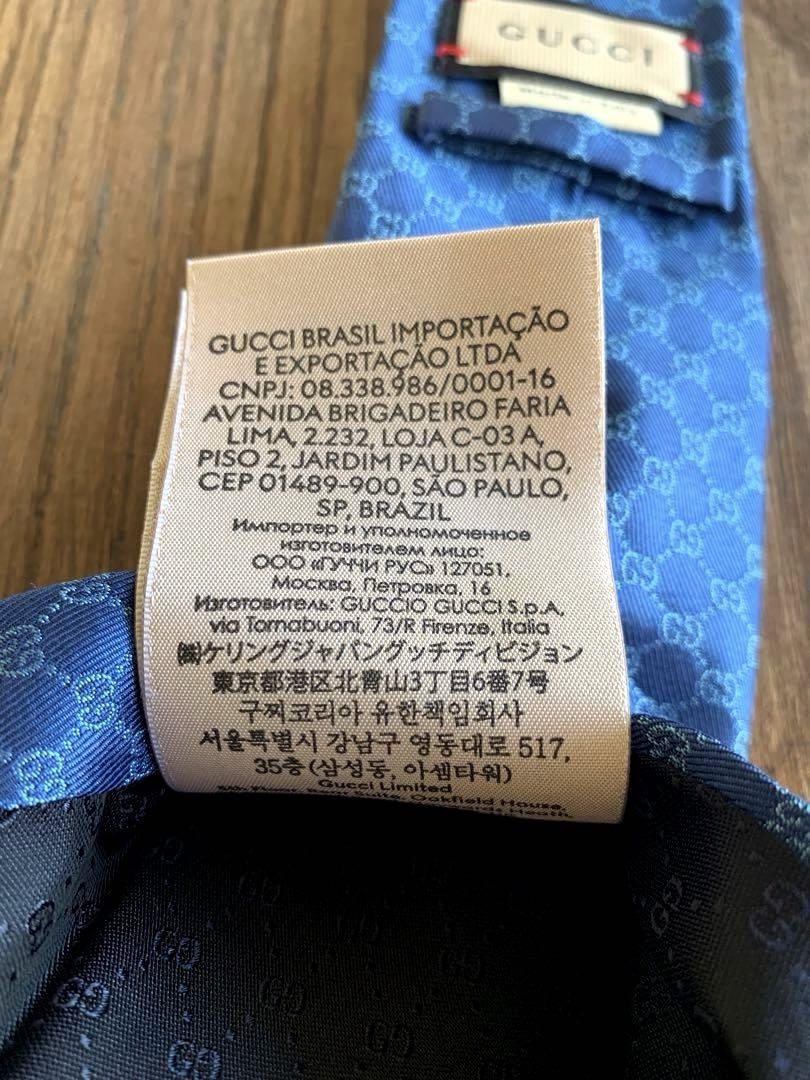 GUCCI
GUCCI BRASIL IMPORTAÇÃO
E EXPORTAÇÃO LTDA
CNPJ: 08.338.986/0001-16
AVENIDA BRIGADEIRO FARIA
LIMA, 2.232, LOJA C-03 A,
PISO 2, JARDIM PAULISTANO,
CEP 01489-900, SÃO PAULO,
SP, BRAZIL
Импортер и уполномоченное
изготовителем лицо:
ООО «ГУЧЧИ РУС» 127051,
Москва, Петровка, 16
Изготовитель: GUCCIO GUCCI S.p.A.
via Tornabuoni, 73/R Firenze, Italia
㈱ケリングジャパングッチディビジョン
東京都港区北青山3丁目6番7号
구찌코리아 유한책임회사
서울특별시 강남구 영동대로 517,
35층 (삼성동, 아셈타워)
Gucci Limited
5th Floor, Suite, Oakfield House,
Heath,